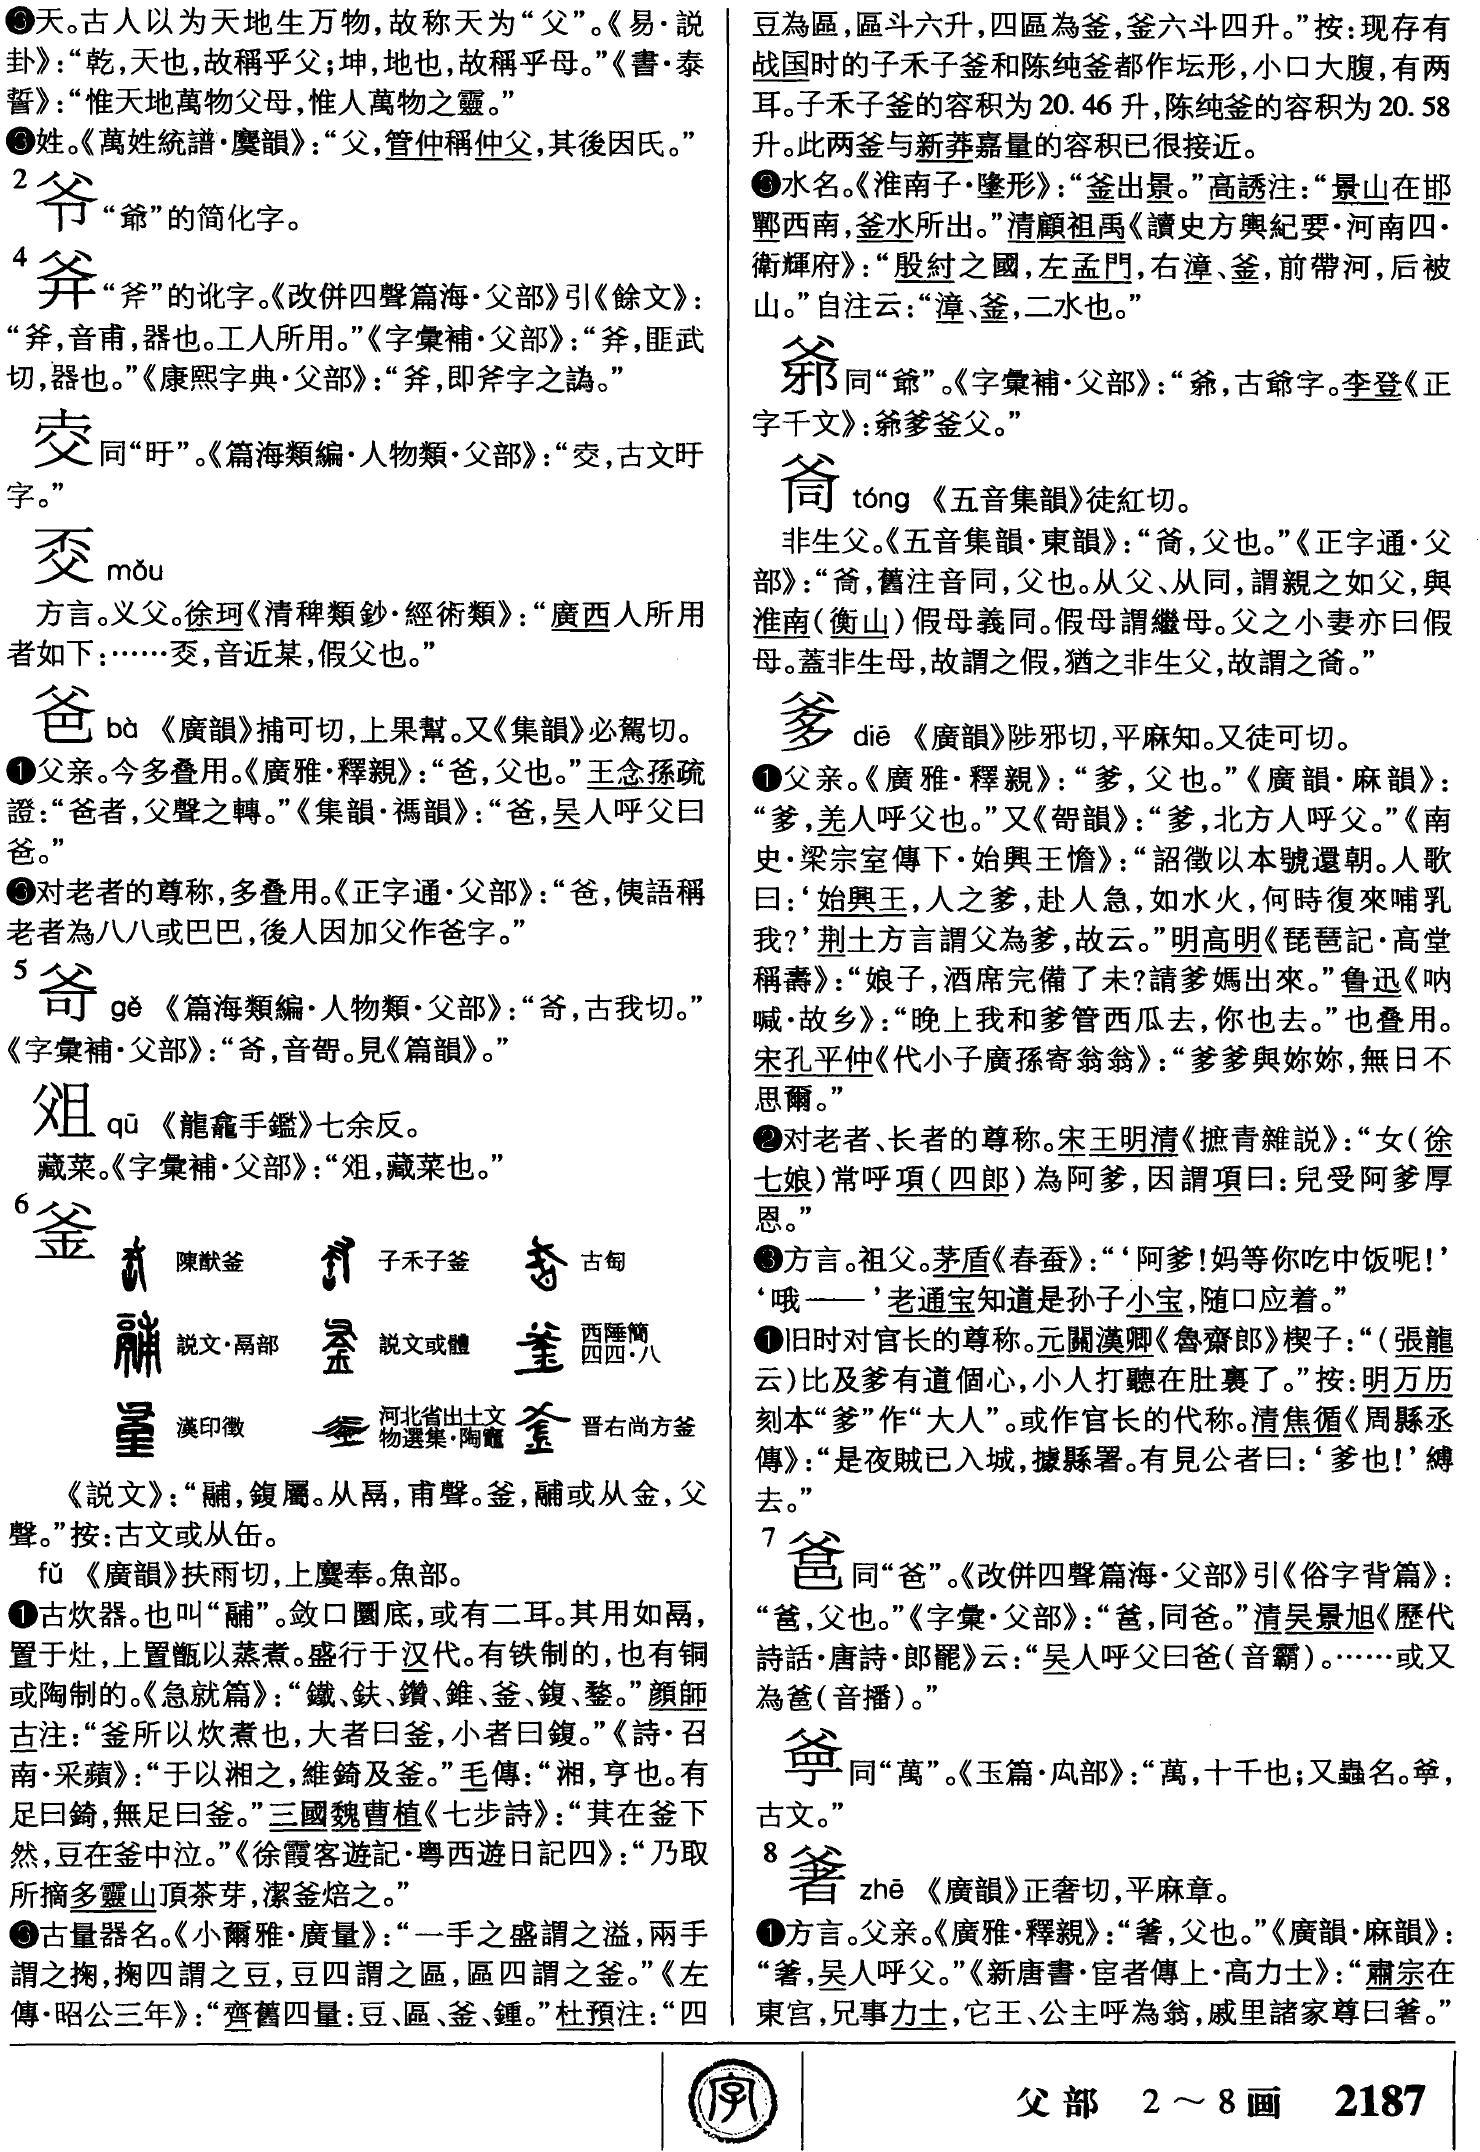 ❸天。古人以为天地生万物，故称天为“父”。《易·説
卦》：“乾，天也，故稱乎父；坤，地也，故稱乎母。”《書·泰
誓》：“惟天地萬物父母，惟人萬物之靈。”
❸姓。《萬姓統譜·麌韻》：“父，管仲稱仲父，其後因氏。”
2
爷 “爺”的简化字。
4
“斧”的讹字。《改併四聲篇海·父部》引《餘文》：
音甫，器也。工人所用。”《字彙補·父部》：匪武
切，器也。”《康熙字典·父部》：即斧字之譌。”
同“旰”。《篇海類編·人物類·父部》：古文旰
字。”
mǒu
方言。义父。徐珂《清稗類鈔·經術類》：“廣西人所用
者如下：……音近某，假父也。”
爸 bà 《廣韻》捕可切，上果幫。又《集韻》必駕切。
❶父亲。今多叠用。《廣雅·釋親》：“爸，父也。”王念孫疏
證：“爸者，父聲之轉。”《集韻·禡韻》：“爸，吴人呼父曰
爸。”
❸对老者的尊称，多叠用。《正字通·父部》：“爸，夷語稱
老者為八八或巴巴，後人因加父作爸字。”
5
gě 《篇海類編·人物類·父部》：古我切。”
《字彙補·父部》：音哿。見《篇韻》。”
qū 《龍龕手鑑》七余反。
藏菜。《字彙補·父部》：藏菜也。”
6
釜 陳猷釜 子禾子釜 古匋
説文·鬲部 説文或體 西陲簡四四·八
漢印徵 河北省出土文物選集·陶竈 晋右尚方釜
《説文》：“鬴，鍑屬。从鬲，甫聲。釜，鬴或从金，父
聲。”按：古文或从缶。
fǔ 《廣韻》扶雨切，上麌奉。魚部。
❶古炊器。也叫“鬴”。敛口圜底，或有二耳。其用如鬲，
置于灶，上置甑以蒸煮。盛行于汉代。有铁制的，也有铜
或陶制的。《急就篇》：“鐵、鈇、鑽、錐、釜、鍑、鍪。”顔師
古注：“釜所以炊煮也，大者曰釜，小者曰鍑。”《詩·召
南·采蘋》：“于以湘之，維錡及釜。”毛傳：“湘，亨也。有
足曰錡，無足曰釜。”三國魏曹植《七步詩》：“萁在釜下
然，豆在釜中泣。”《徐霞客遊記·粤西遊日記四》：“乃取
所摘多靈山頂茶芽，潔釜焙之。”
❸古量器名。《小爾雅·廣量》：“一手之盛謂之溢，兩手
謂之掬，掬四謂之豆，豆四謂之區，區四謂之釜。”《左
傳·昭公三年》：“齊舊四量：豆、區、釜、鍾。”杜預注：“四
豆為區，區斗六升，四區為釜，釜六斗四升。”按：现存有
战国时的子禾子釜和陈纯釜都作坛形，小口大腹，有两
耳。子禾子釜的容积为20.46升，陈纯釜的容积为20.58
升。此两釜与新莽嘉量的容积已很接近。
❸水名。《淮南子·墬形》：“釜出景。”高誘注：“景山在邯
鄲西南，釜水所出。”清顧祖禹《讀史方輿紀要·河南四·
衛輝府》：“殷紂之國，左孟門，右漳、釜，前帶河，后被
山。”自注云：“漳、釜，二水也。”
同“爺”。《字彙補·父部》：古爺字。李登《正
字千文》：爹釜父。”
tóng 《五音集韻》徒紅切。
非生父。《五音集韻·東韻》：父也。”《正字通·父
部》：舊注音同，父也。从父、从同，謂親之如父，與
淮南（衡山）假母義同。假母謂繼母。父之小妻亦曰假
母。蓋非生母，故謂之假，猶之非生父，故謂之
爹 diē 《廣韻》陟邪切，平麻知。又徒可切。
❶父亲。《廣雅·釋親》：“爹，父也。”《廣韻·麻韻》：
“爹，羌人呼父也。”又《哿韻》：“爹，北方人呼父。”《南
史·梁宗室傳下·始興王憺》：“詔徵以本號還朝。人歌
曰：‘始興王，人之爹，赴人急，如水火，何時復來哺乳
我？’荆土方言謂父為爹，故云。”明高明《琵琶記·高堂
稱壽》：“娘子，酒席完備了未？請爹媽出來。”鲁迅《呐
喊·故乡》：“晚上我和爹管西瓜去，你也去。”也叠用。
宋孔平仲《代小子廣孫寄翁翁》：“爹爹與妳妳，無日不
思爾。”
❷对老者、长者的尊称。宋王明清《摭青雜説》：“女（徐
七娘）常呼項（四郎）為阿爹，因謂項曰：兒受阿爹厚
恩。”
❸方言。祖父。茅盾《春蚕》：“‘阿爹！妈等你吃中饭呢！’
‘哦——’老通宝知道是孙子小宝，随口应着。”
❶旧时对官长的尊称。元關漢卿《魯齋郎》楔子：“（張龍
云）比及爹有這個心，小人打聽在肚裏了。”按：明万历
刻本“爹”作“大人”。或作官长的代称。清焦循《周縣丞
傳》：“是夜賊已入城，據縣署。有見公者曰：‘爹也！’縛
去。”
7
同“爸”。《改併四聲篇海·父部》引《俗字背篇》：
父也。”《字彙·父部》：同爸。”清吴景旭《歷代
詩話·唐詩·郎罷》云：“吴人呼父曰爸（音霸）。……或又
為（音播）。”
同“萬”。《玉篇·禸部》：“萬，十千也；又蟲名。
古文。”
8
zhē 《廣韻》正奢切，平麻章。
❶方言。父亲。《廣雅·釋親》：父也。”《廣韻·麻韻》：
吴人呼父。”《新唐書·宦者傳上·高力士》：“肅宗在
東宫，兄事力士，它王、公主呼為翁，戚里諸家尊曰
字
父部 2～8画 2187